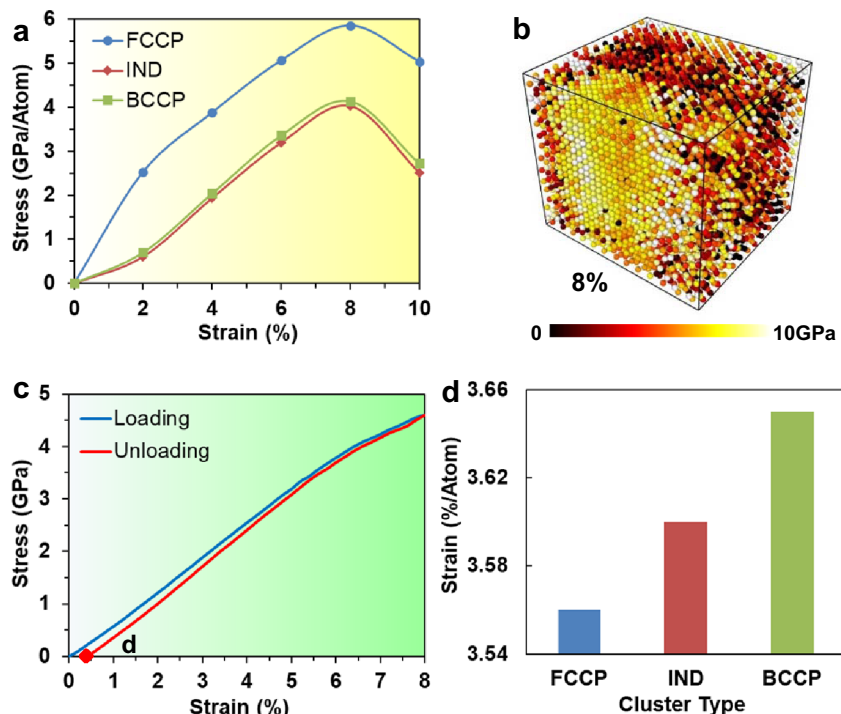 a
6
5
4
3
2
1
0
Stress (GPa/Atom)
FCCP
IND
BCCP
0 2 4 6 8 10
Strain (%)
b
8%
0 10GPa
c
5
4
3
2
1
0
Stress (GPa)
Loading
Unloading
d
0 1 2 3 4 5 6 7 8
Strain (%)
d
3.66
3.62
3.58
3.54
Strain (%/Atom)
FCCP IND BCCP
Cluster Type